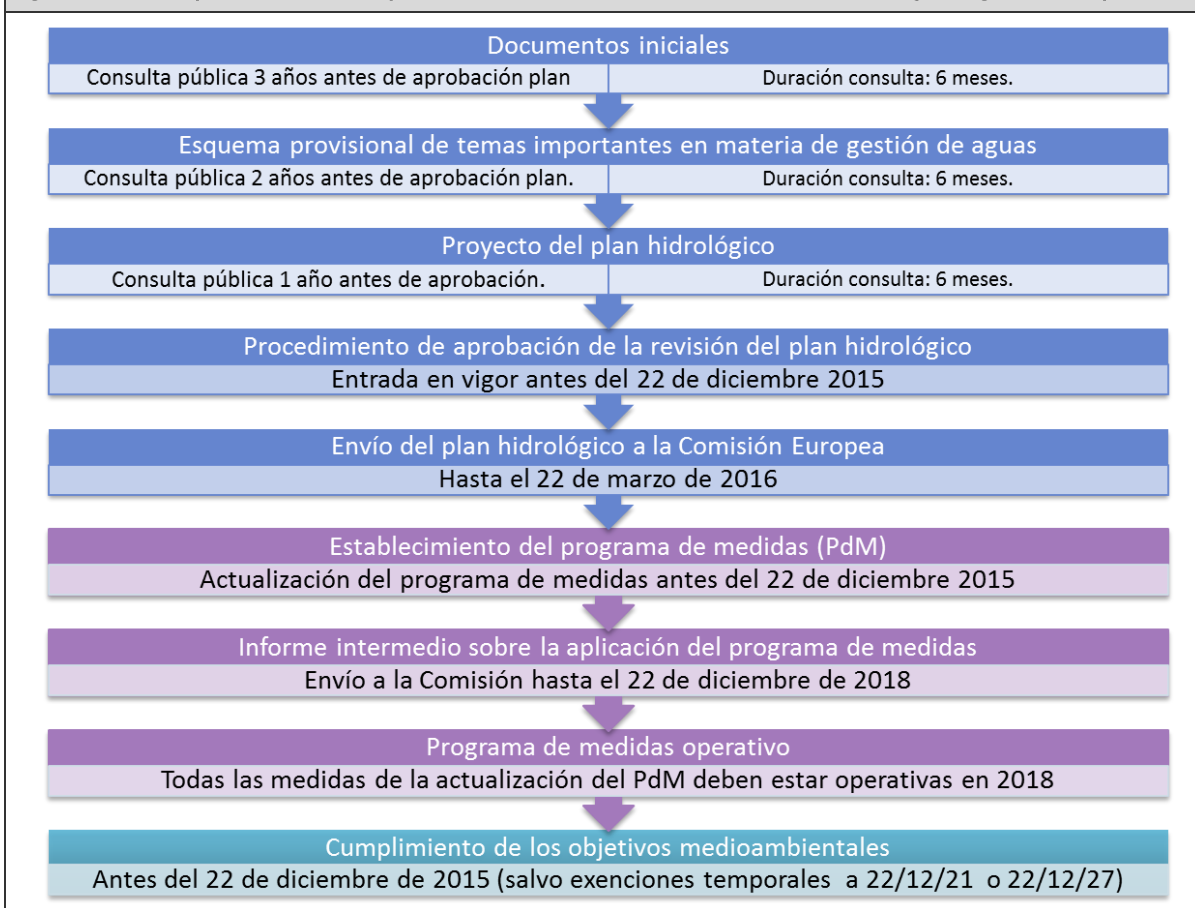 Documentos iniciales
Consulta pública 3 años antes de aprobación plan
Duración consulta: 6 meses.
Esquema provisional de temas importantes en materia de gestión de aguas
Consulta pública 2 años antes de aprobación plan.
Duración consulta: 6 meses.
Proyecto del plan hidrológico
Consulta pública 1 año antes de aprobación.
Duración consulta: 6 meses.
Procedimiento de aprobación de la revisión del plan hidrológico
Entrada en vigor antes del 22 de diciembre 2015
Envío del plan hidrológico a la Comisión Europea
Hasta el 22 de marzo de 2016
Establecimiento del programa de medidas (PdM)
Actualización del programa de medidas antes del 22 de diciembre 2015
Informe intermedio sobre la aplicación del programa de medidas
Envío a la Comisión hasta el 22 de diciembre de 2018
Programa de medidas operativo
Todas las medidas de la actualización del PdM deben estar operativas en 2018
Cumplimiento de los objetivos medioambientales
Antes del 22 de diciembre de 2015 (salvo exenciones temporales a 22/12/21 o 22/12/27)